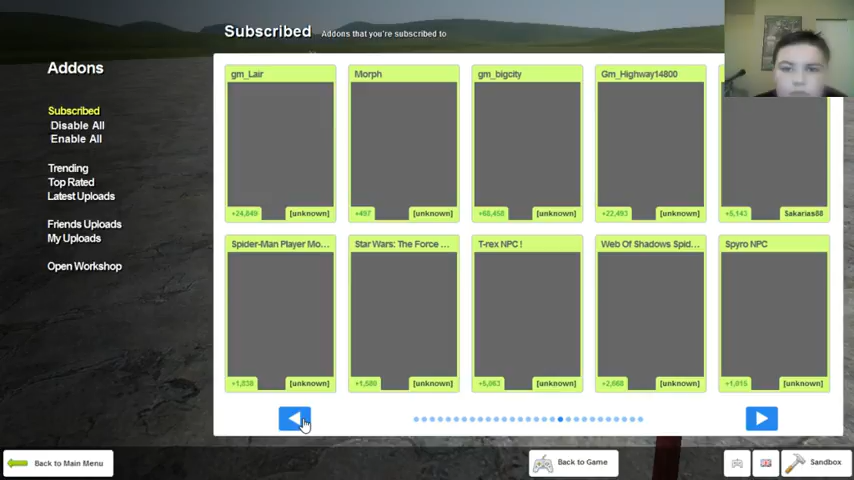 Subscribed Addons that you're subscribed to
Addons
Subscribed
Disable All
Enable All
Trending
Top Rated
Latest Uploads
Friends Uploads
My Uploads
Open Workshop
gm_Lair
Morph
gm_bigcity
Gm_Highway14800
+24,849 [unknown]
+497 [unknown]
+68,458 [unknown]
+22,493 [unknown]
+5,143 Sakarias88
Spider-Man Player Mo...
Star Wars: The Force ...
T-rex NPC !
Web Of Shadows Spid...
Spyro NPC
+1,838 [unknown]
+1,580 [unknown]
+5,063 [unknown]
+2,668 [unknown]
+1,015 [unknown]
Back to Main Menu
Back to Game
Sandbox